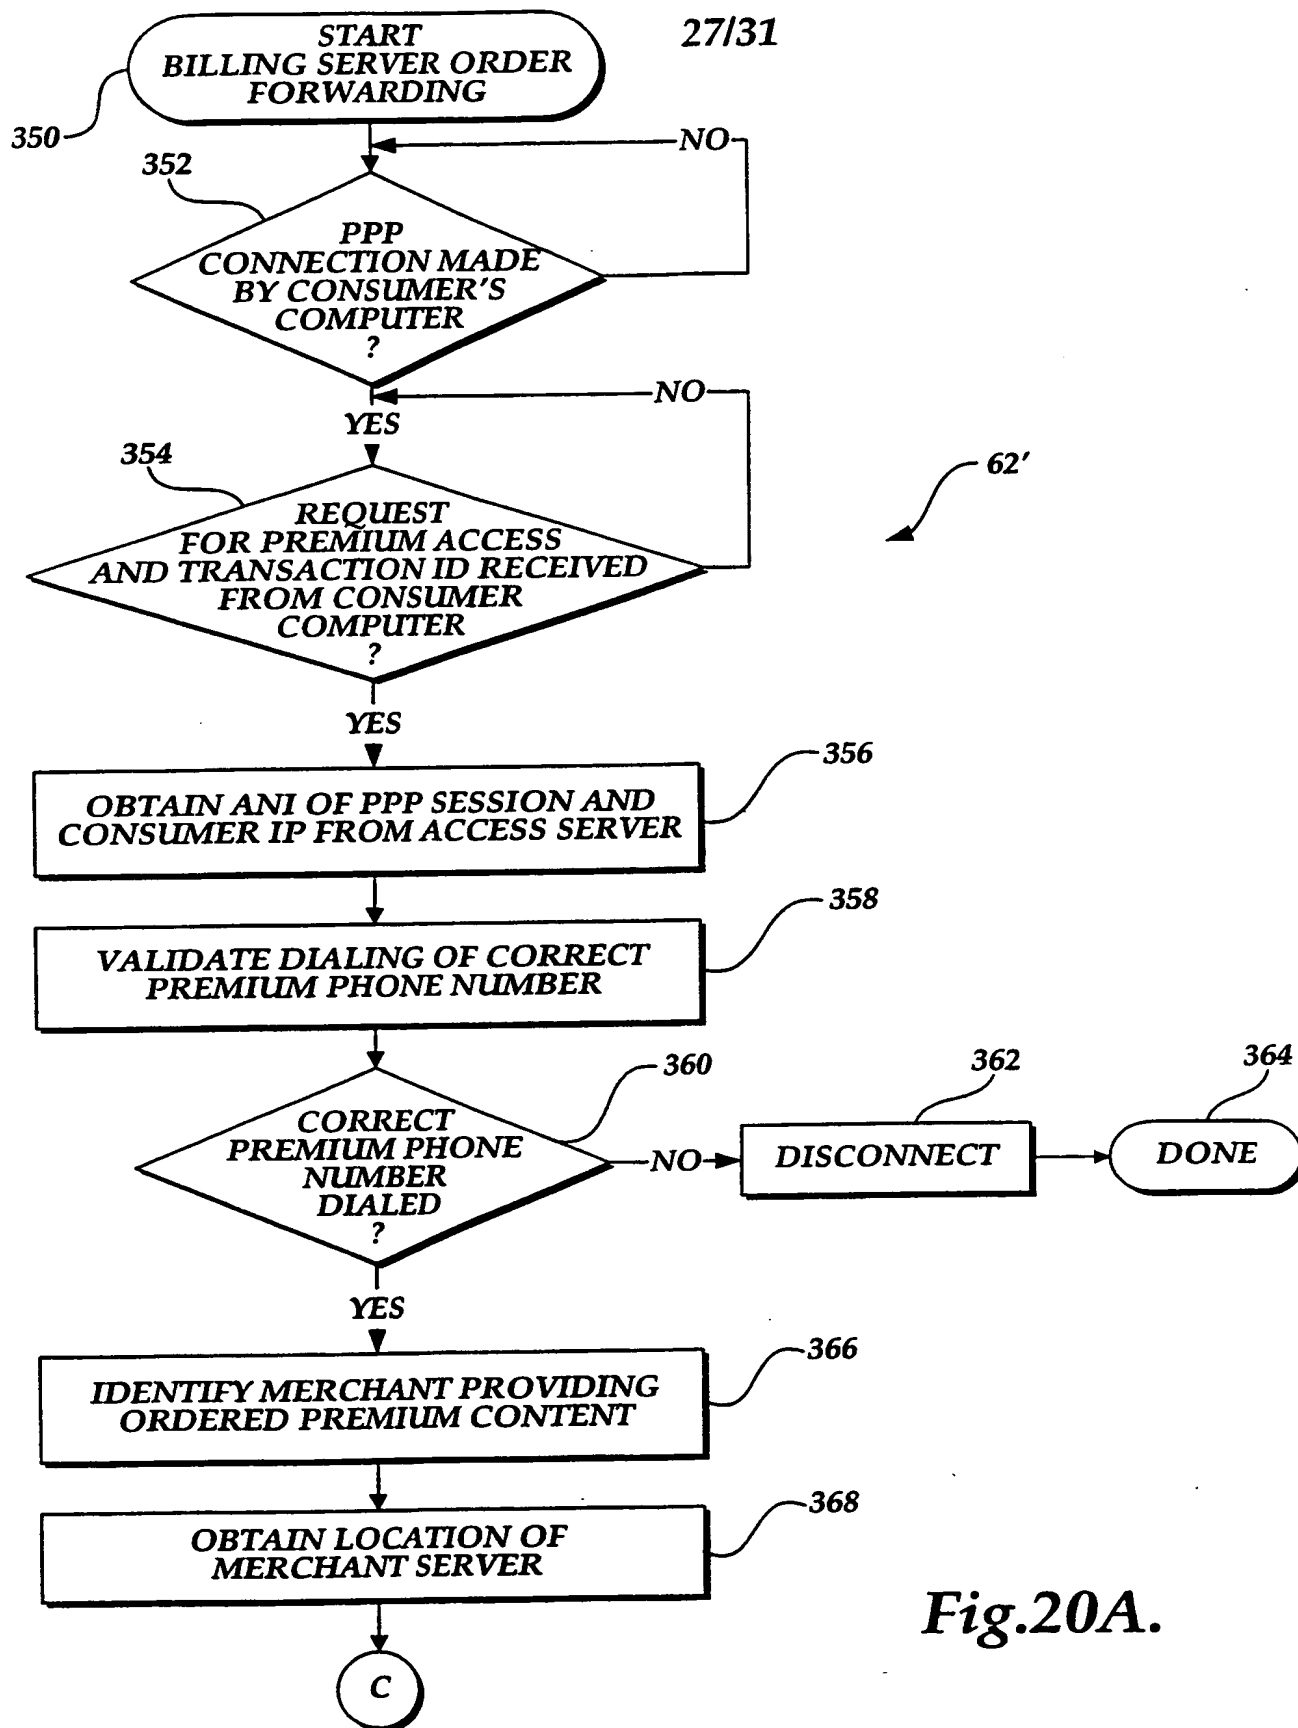 27/31
START
BILLING SERVER ORDER
FORWARDING
350
NO
352
PPP
CONNECTION MADE
BY CONSUMER'S
COMPUTER
?
NO
YES
354
62'
REQUEST
FOR PREMIUM ACCESS
AND TRANSACTION ID RECEIVED
FROM CONSUMER
COMPUTER
?
YES
356
OBTAIN ANI OF PPP SESSION AND
CONSUMER IP FROM ACCESS SERVER
358
VALIDATE DIALING OF CORRECT
PREMIUM PHONE NUMBER
360
362
364
CORRECT
PREMIUM PHONE
NUMBER
DIALED
?
NO
DISCONNECT
DONE
YES
366
IDENTIFY MERCHANT PROVIDING
ORDERED PREMIUM CONTENT
368
OBTAIN LOCATION OF
MERCHANT SERVER
Fig.20A.
C